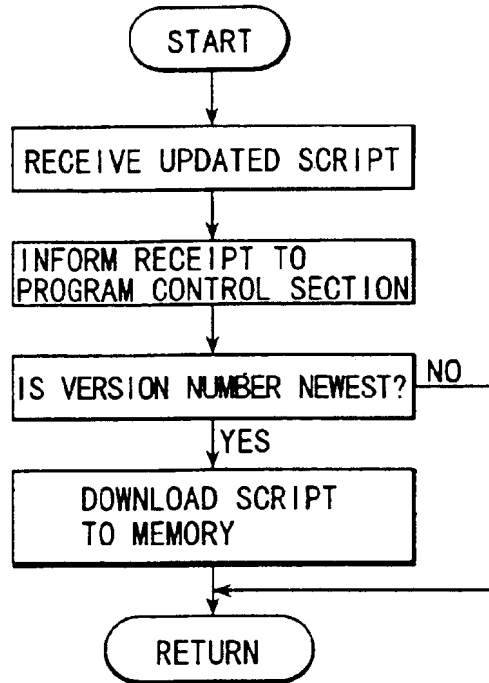 START
RECEIVE UPDATED SCRIPT
INFORM RECEIPT TO
PROGRAM CONTROL SECTION
IS VERSION NUMBER NEWEST?
NO
YES
DOWNLOAD SCRIPT
TO MEMORY
RETURN